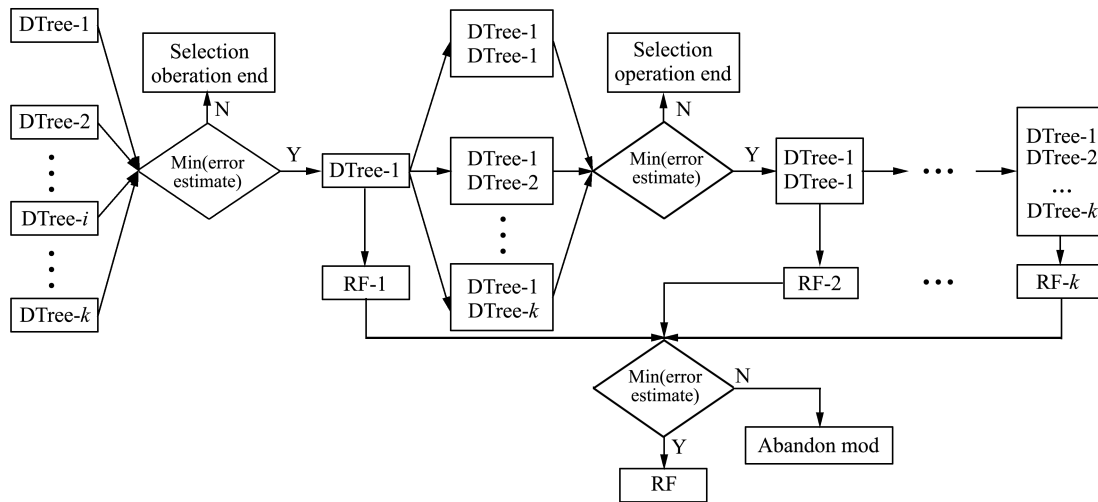 DTree-1
DTree-2
DTree-i
DTree-k
Selection
oberation end
N
Min(error
estimate)
Y
DTree-1
RF-1
DTree-1
DTree-1
DTree-1
DTree-2
DTree-1
DTree-k
Selection
operation end
N
Min(error
estimate)
Y
DTree-1
DTree-1
RF-2
DTree-1
DTree-2
...
DTree-k
RF-k
Min(error
estimate)
N
Abandon mod
Y
RF